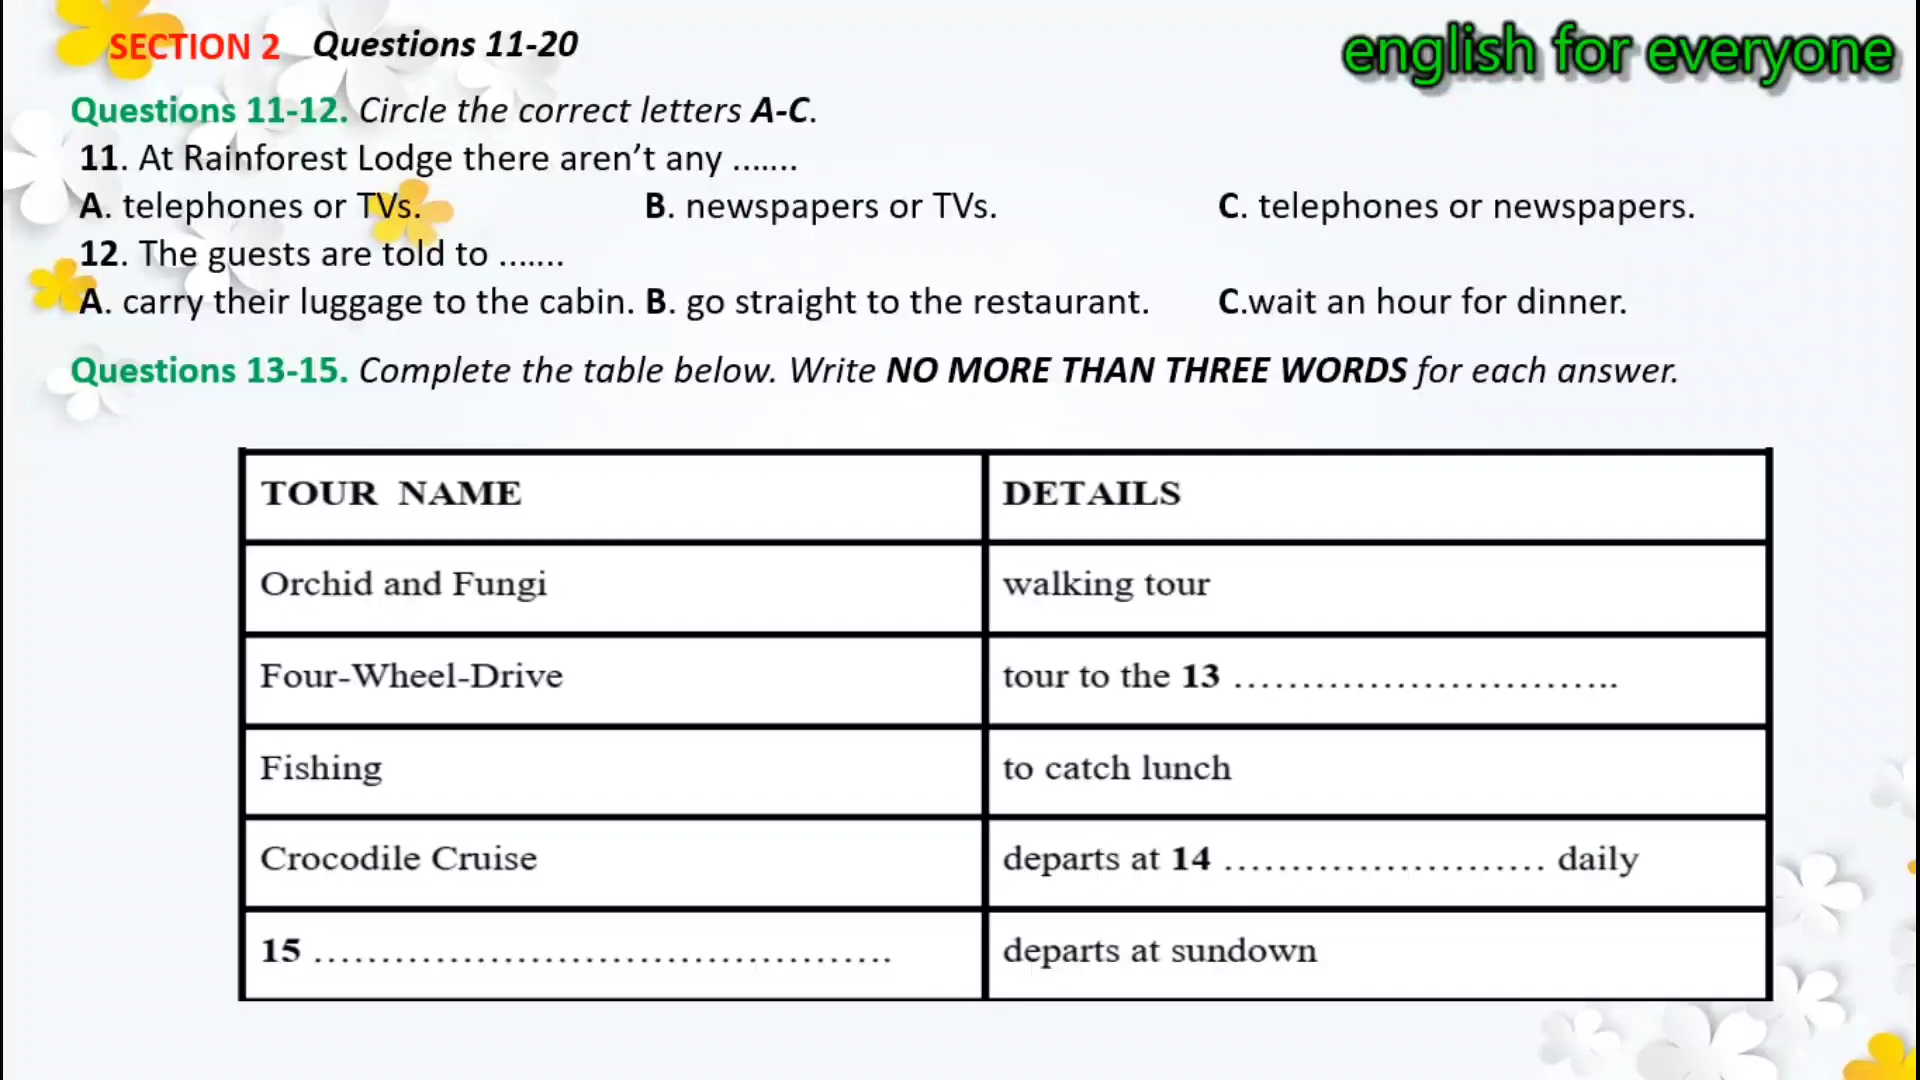 SECTION 2 Questions 11-20
english for everyone
Questions 11-12. Circle the correct letters A-C.
11. At Rainforest Lodge there aren’t any .......
A. telephones or TVs. B. newspapers or TVs. C. telephones or newspapers.
12. The guests are told to .......
A. carry their luggage to the cabin. B. go straight to the restaurant. C.wait an hour for dinner.
Questions 13-15. Complete the table below. Write NO MORE THAN THREE WORDS for each answer.
TOUR NAME DETAILS
Orchid and Fungi walking tour
Four-Wheel-Drive tour to the 13 ..............................
Fishing to catch lunch
Crocodile Cruise departs at 14 ........................ daily
15 ........................................... departs at sundown